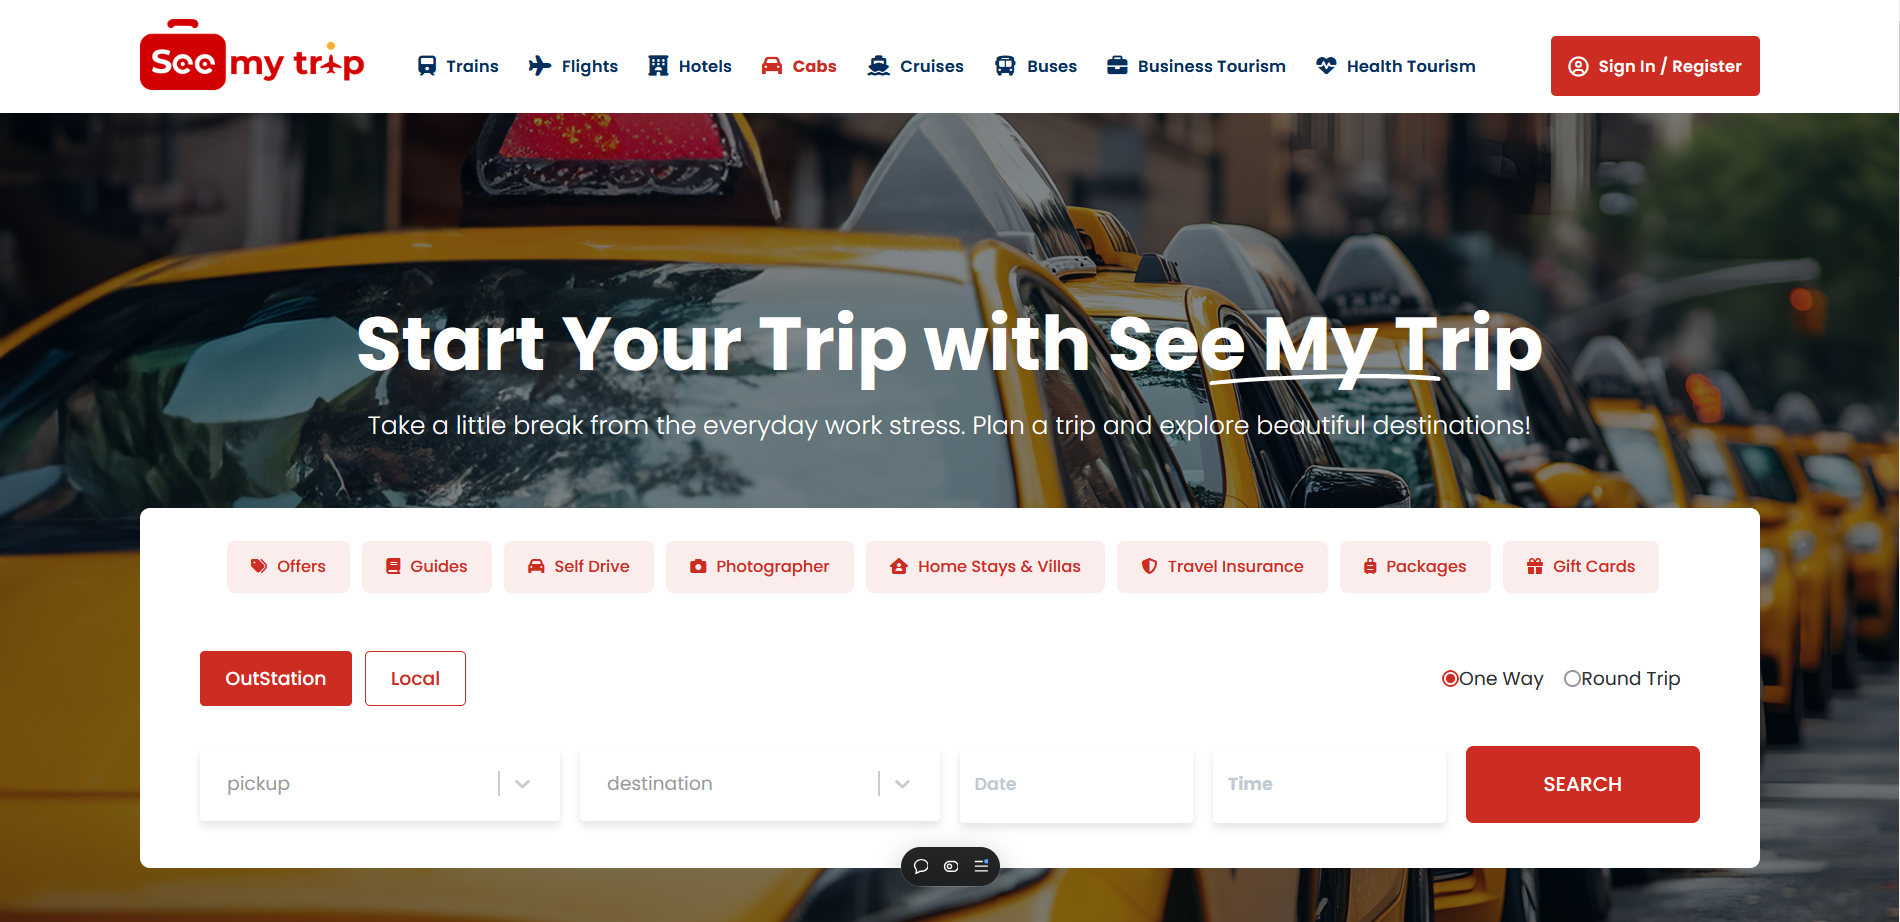 See my trip
Trains
Flights
Hotels
Cabs
Cruises
Buses
Business Tourism
Health Tourism
Sign In / Register
Start Your Trip with See My Trip
Take a little break from the everyday work stress. Plan a trip and explore beautiful destinations!
Offers
Guides
Self Drive
Photographer
Home Stays & Villas
Travel Insurance
Packages
Gift Cards
OutStation
Local
One Way
Round Trip
pickup
destination
Date
Time
SEARCH